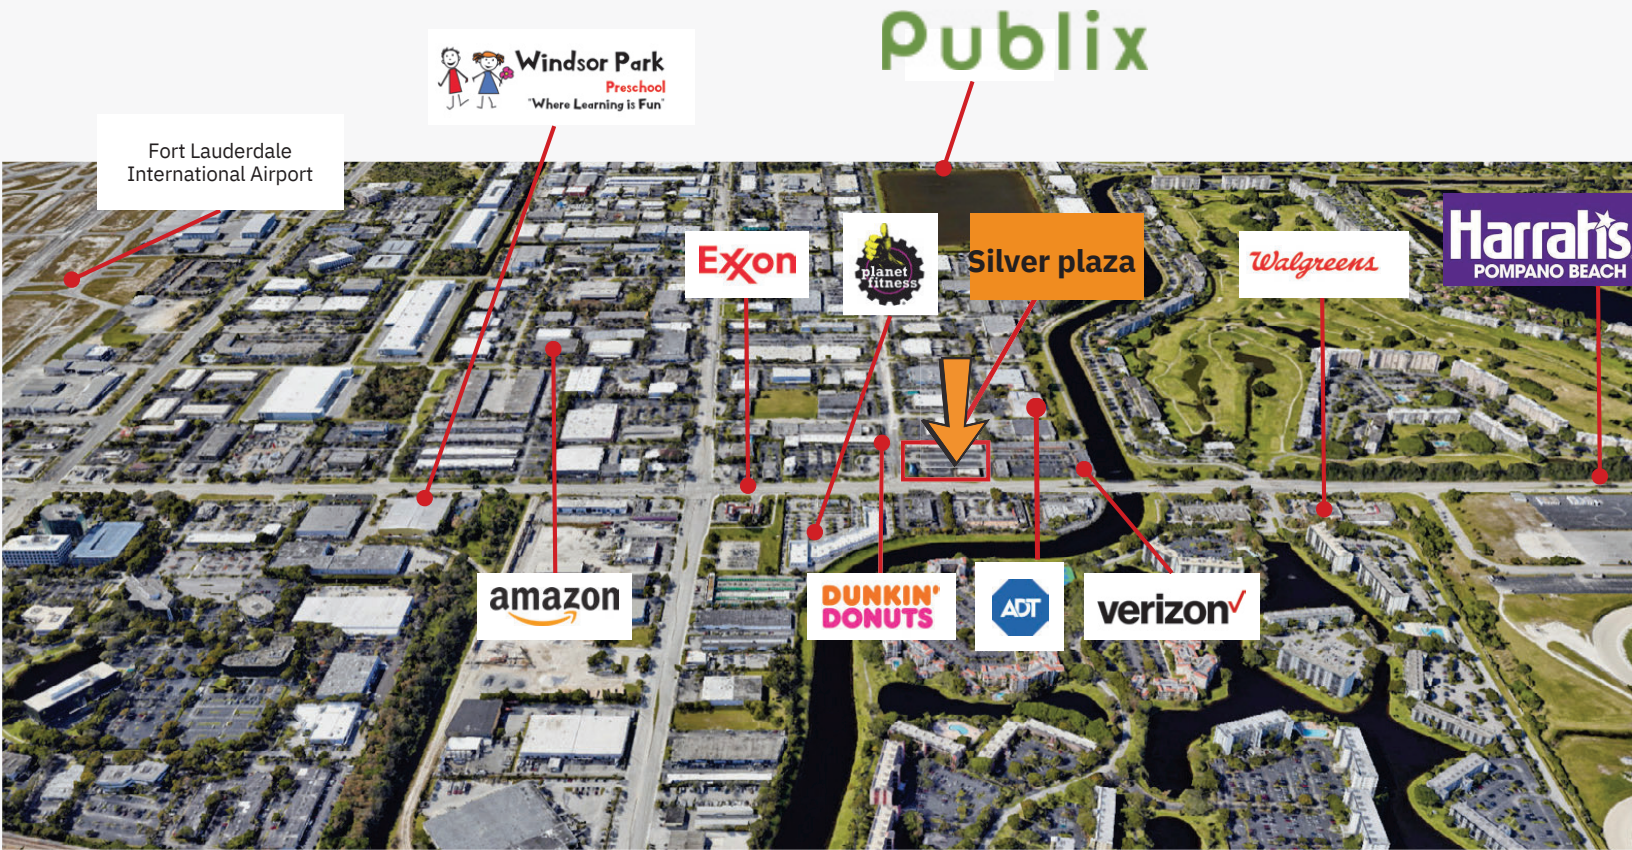 Publix
Windsor Park
Preschool
"Where Learning is Fun"
Fort Lauderdale
International Airport
Exxon
planet
fitness
Silver plaza
Walgreens
Harrah's
POMPANO BEACH
amazon
DUNKIN'
DONUTS
ADT
verizon